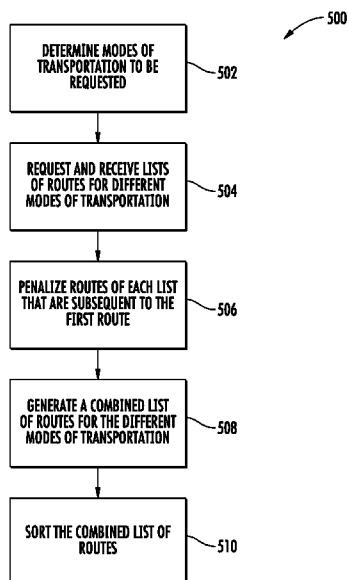 500
DETERMINE MODES OF
TRANSPORTATION TO BE
REQUESTED
502
REQUEST AND RECEIVE LISTS
OF ROUTES FOR DIFFERENT
MODES OF TRANSPORTATION
504
PENALIZE ROUTES OF EACH LIST
THAT ARE SUBSEQUENT TO THE
FIRST ROUTE
506
GENERATE A COMBINED LIST
OF ROUTES FOR THE DIFFERENT
MODES OF TRANSPORTATION
508
SORT THE COMBINED LIST OF
ROUTES
510